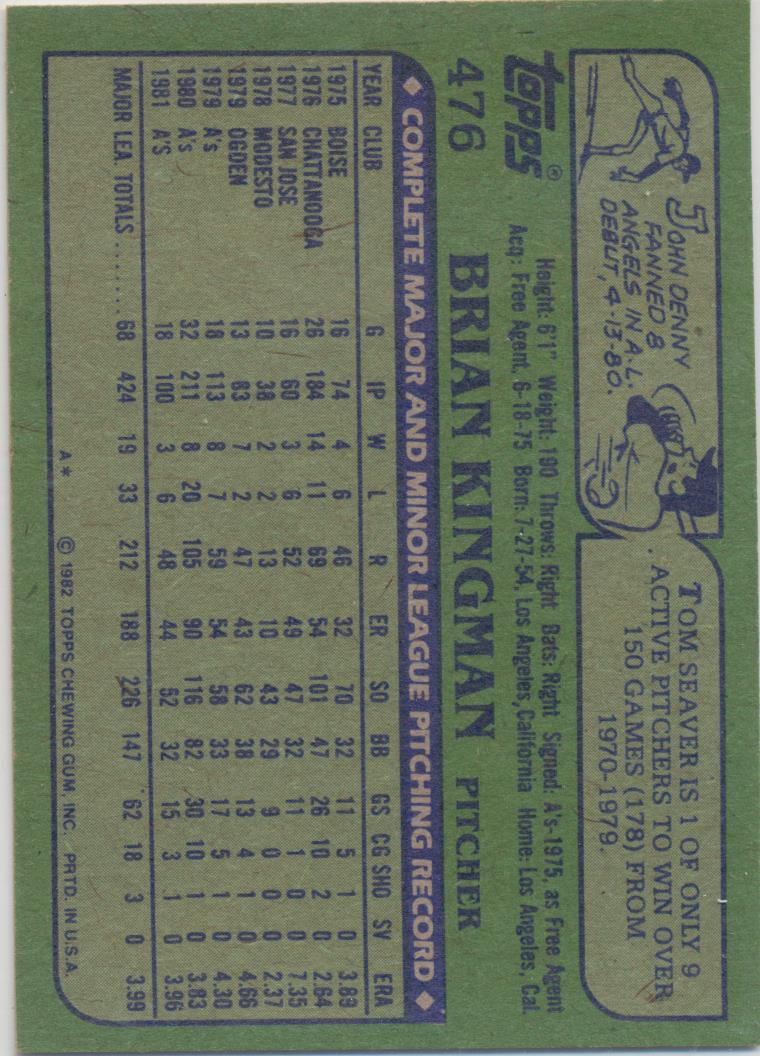 JOHN DENNY
FANNED 8
ANGELS IN A.L.
DEBUT, 4-13-80.
TOM SEAVER IS 1 OF ONLY 9
ACTIVE PITCHERS TO WIN OVER
150 GAMES (178) FROM
1970-1979.
topps®
Height: 6'1" Weight: 190 Throws: Right Bats: Right Signed: A's-1975, as Free Agent
Acq: Free Agent, 6-18-75 Born: 7-27-54, Los Angeles, California Home: Los Angeles, Cal.
476 BRIAN KINGMAN PITCHER
◆ COMPLETE MAJOR AND MINOR LEAGUE PITCHING RECORD ◆
YEAR CLUB G IP W L R ER SO BB GS CG SHO SV ERA
1975 BOISE 16 74 4 6 46 32 70 32 11 5 1 0 3.89
1976 CHATTANOOGA 26 184 14 11 69 54 101 47 26 10 2 0 2.64
1977 SAN JOSE 16 60 3 6 52 49 47 32 11 1 0 0 7.35
1978 MODESTO 10 38 2 2 13 10 43 29 9 0 0 0 2.37
1979 OGDEN 13 83 7 2 47 43 62 38 13 4 1 0 4.66
1979 A's 18 113 8 7 59 54 58 33 17 5 1 0 4.30
1980 A's 32 211 8 20 105 90 116 82 30 10 1 0 3.83
1981 A'S 18 100 3 6 48 44 52 32 15 3 1 0 3.96
MAJOR LEA. TOTALS ........ 68 424 19 33 212 188 226 147 62 18 3 0 3.99
A* © 1982 TOPPS CHEWING GUM, INC. PRTD. IN U.S.A.